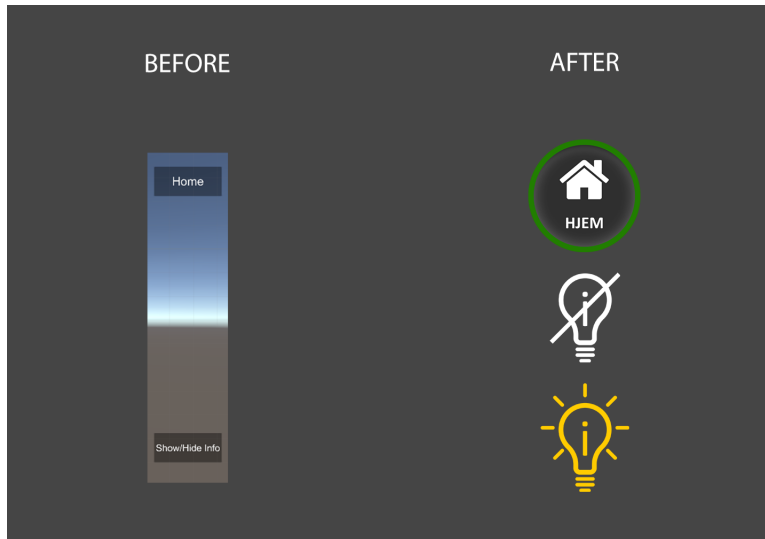 BEFORE
AFTER
Home
Show/Hide Info
HJEM
i
i